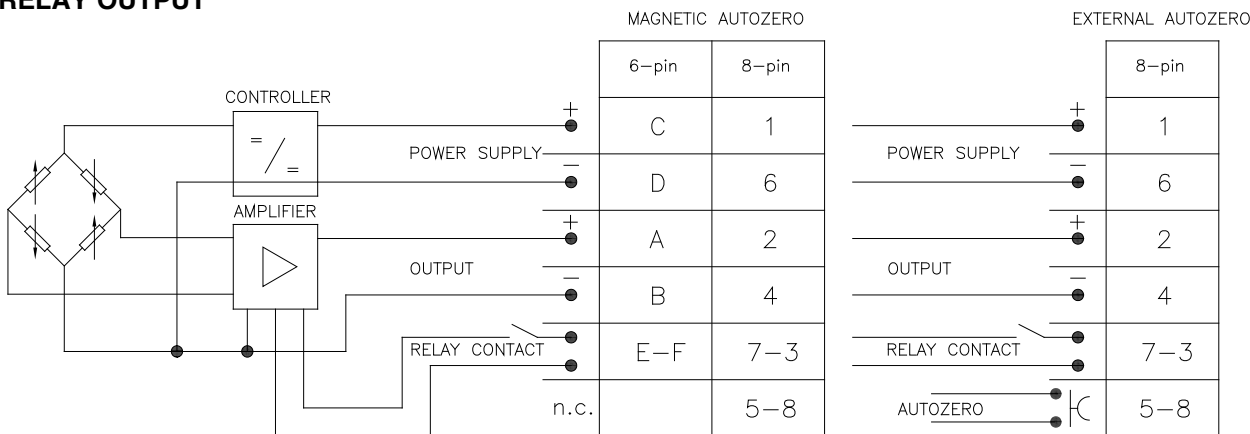 RELAY OUTPUT
MAGNETIC AUTOZERO
EXTERNAL AUTOZERO
6-pin 8-pin 8-pin
CONTROLLER
+ C 1 + 1
= / =
POWER SUPPLY POWER SUPPLY
− D 6 − 6
AMPLIFIER
+ A 2 + 2
OUTPUT OUTPUT
− B 4 − 4
RELAY CONTACT E-F 7-3 RELAY CONTACT 7-3
n.c. 5-8 AUTOZERO 5-8